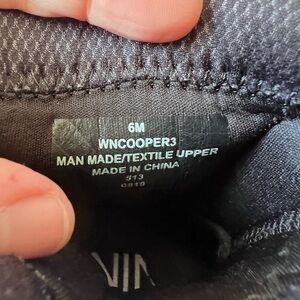 6M
WNCOOPER3
MAN MADE/TEXTILE UPPER
MADE IN CHINA
513
0818